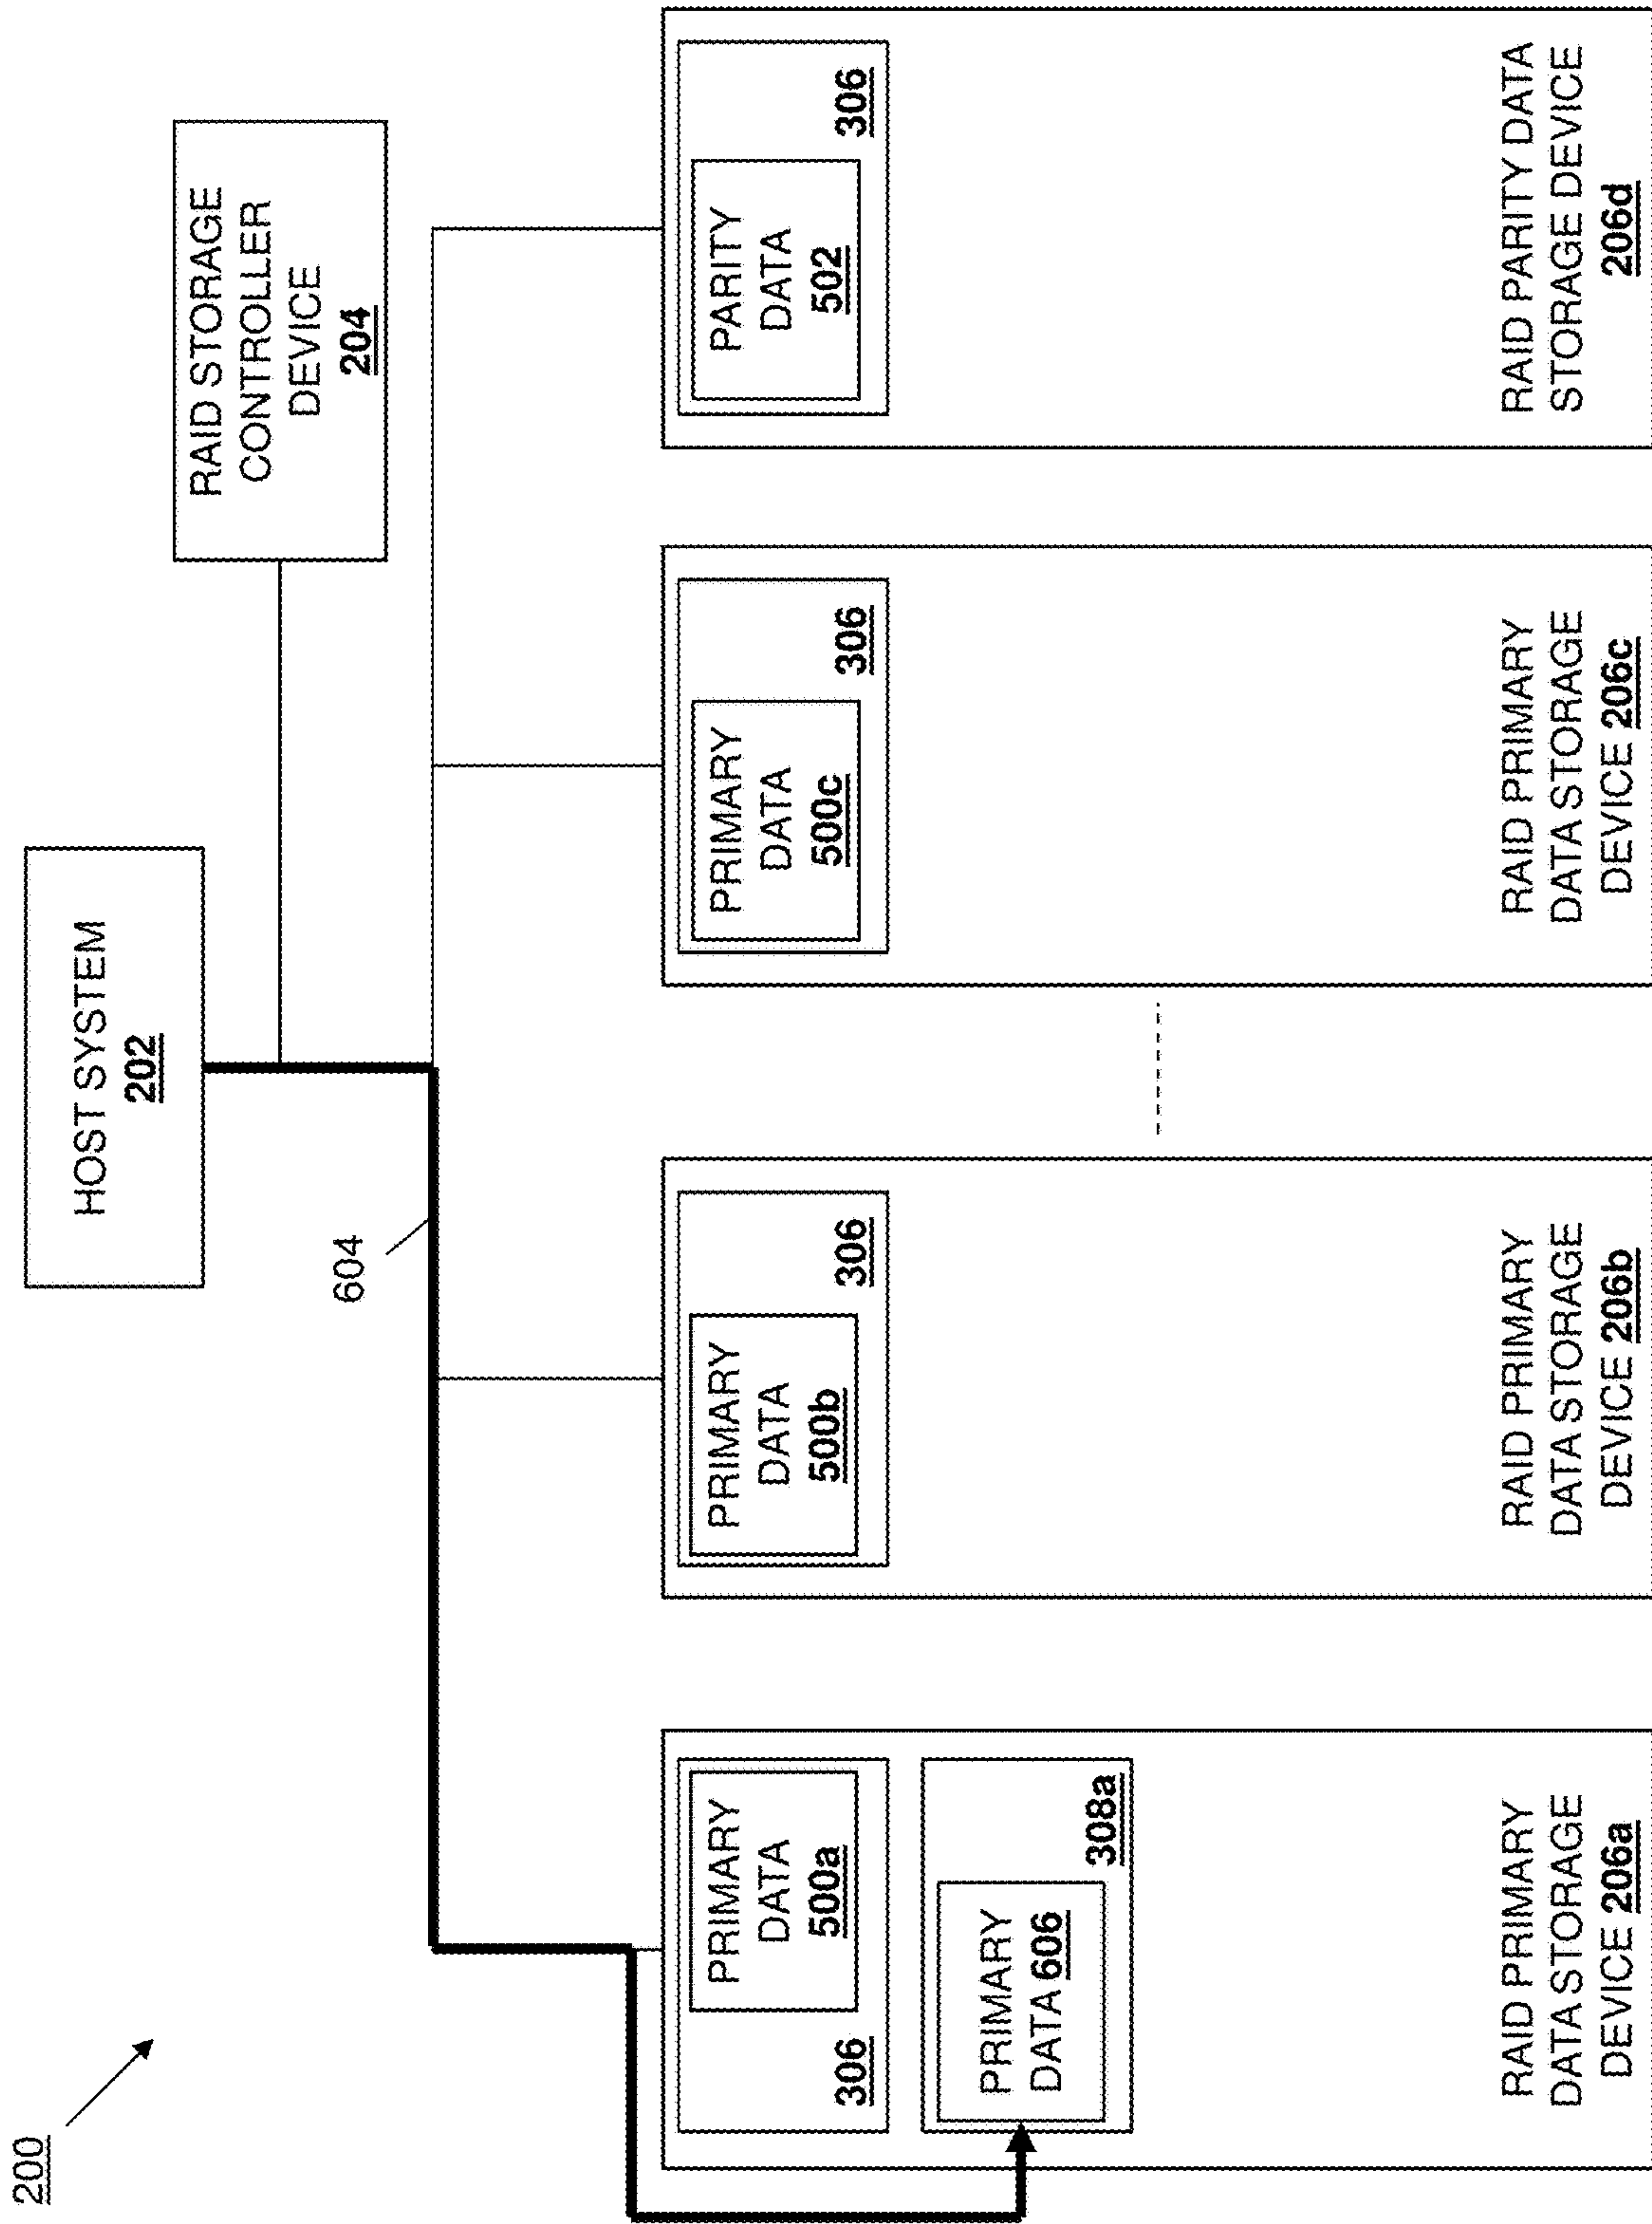 200
HOST SYSTEM
202
RAID STORAGE
CONTROLLER
DEVICE
204
604
PRIMARY
DATA
500a
306
PRIMARY
DATA 606
308a
RAID PRIMARY
DATA STORAGE
DEVICE 206a
PRIMARY
DATA
500b
306
RAID PRIMARY
DATA STORAGE
DEVICE 206b
PRIMARY
DATA
500c
306
RAID PRIMARY
DATA STORAGE
DEVICE 206c
PARITY
DATA
502
306
RAID PARITY DATA
STORAGE DEVICE
206d